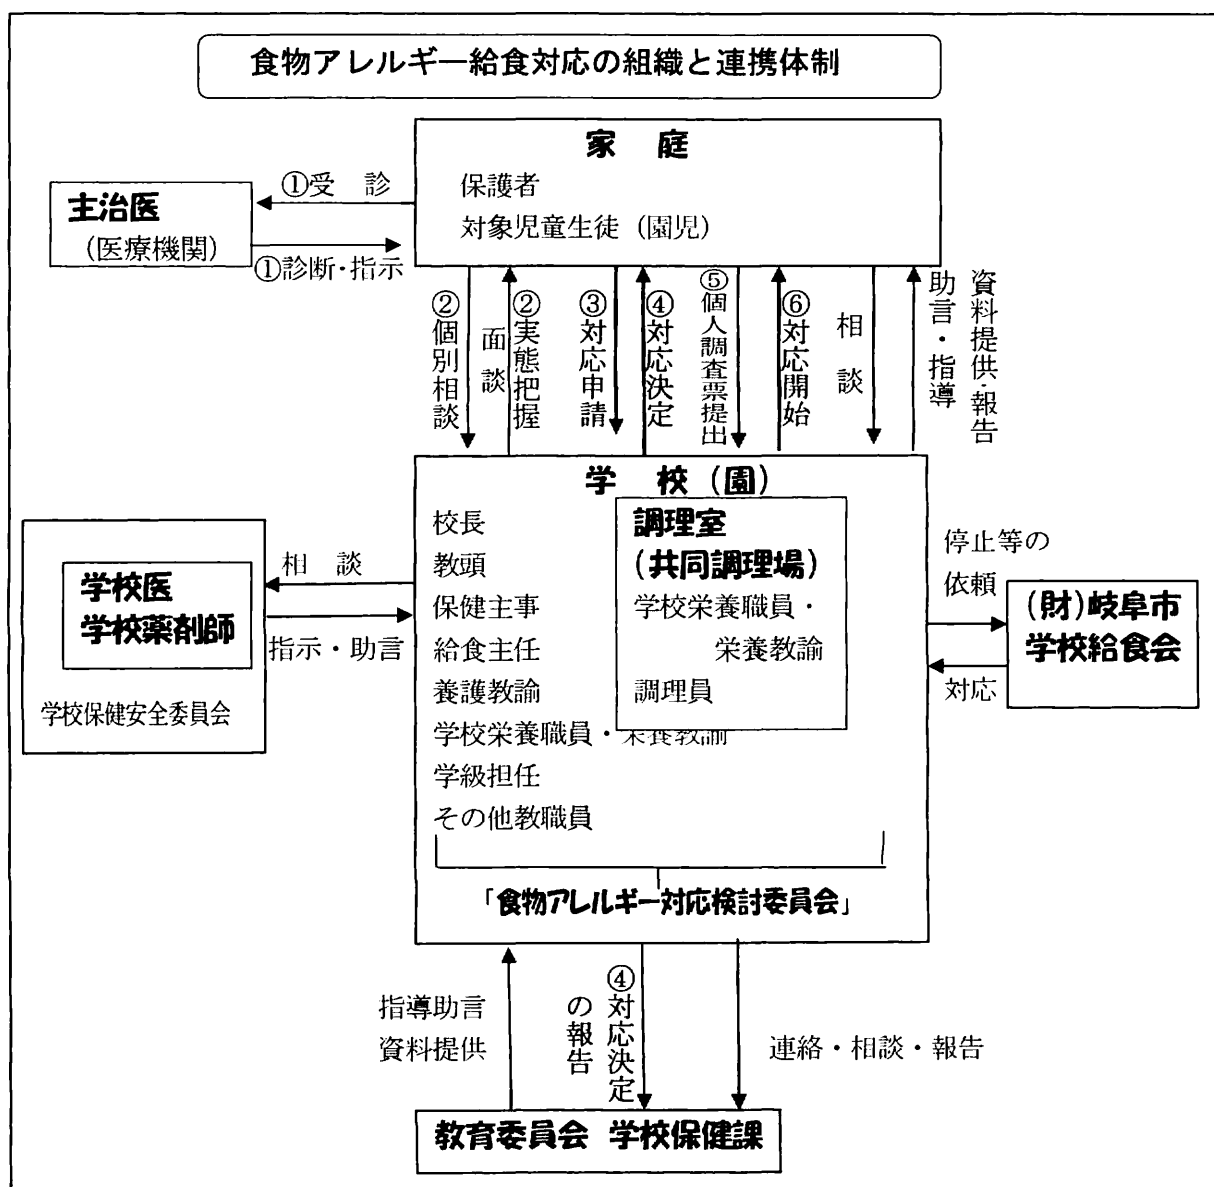 食物アレルギー給食対応の組織と連携体制
家　庭
保護者
対象児童生徒（園児）
主治医
（医療機関）
①受　診
①診断・指示
②個別相談
面談
②実態把握
③対応申請
④対応決定
⑤個人調査票提出
⑥対応開始
相談
助言・指導
資料提供・報告
学　校（園）
校長
教頭
保健主事
給食主任
養護教諭
学校栄養職員・栄養教諭
学級担任
その他教職員
調理室
（共同調理場）
学校栄養職員・
栄養教諭
調理員
「食物アレルギー対応検討委員会」
学校医
学校薬剤師
学校保健安全委員会
相　談
指示・助言
停止等の
依頼
（財）岐阜市
学校給食会
対応
指導助言
資料提供
④対応決定
の報告
連絡・相談・報告
教育委員会 学校保健課